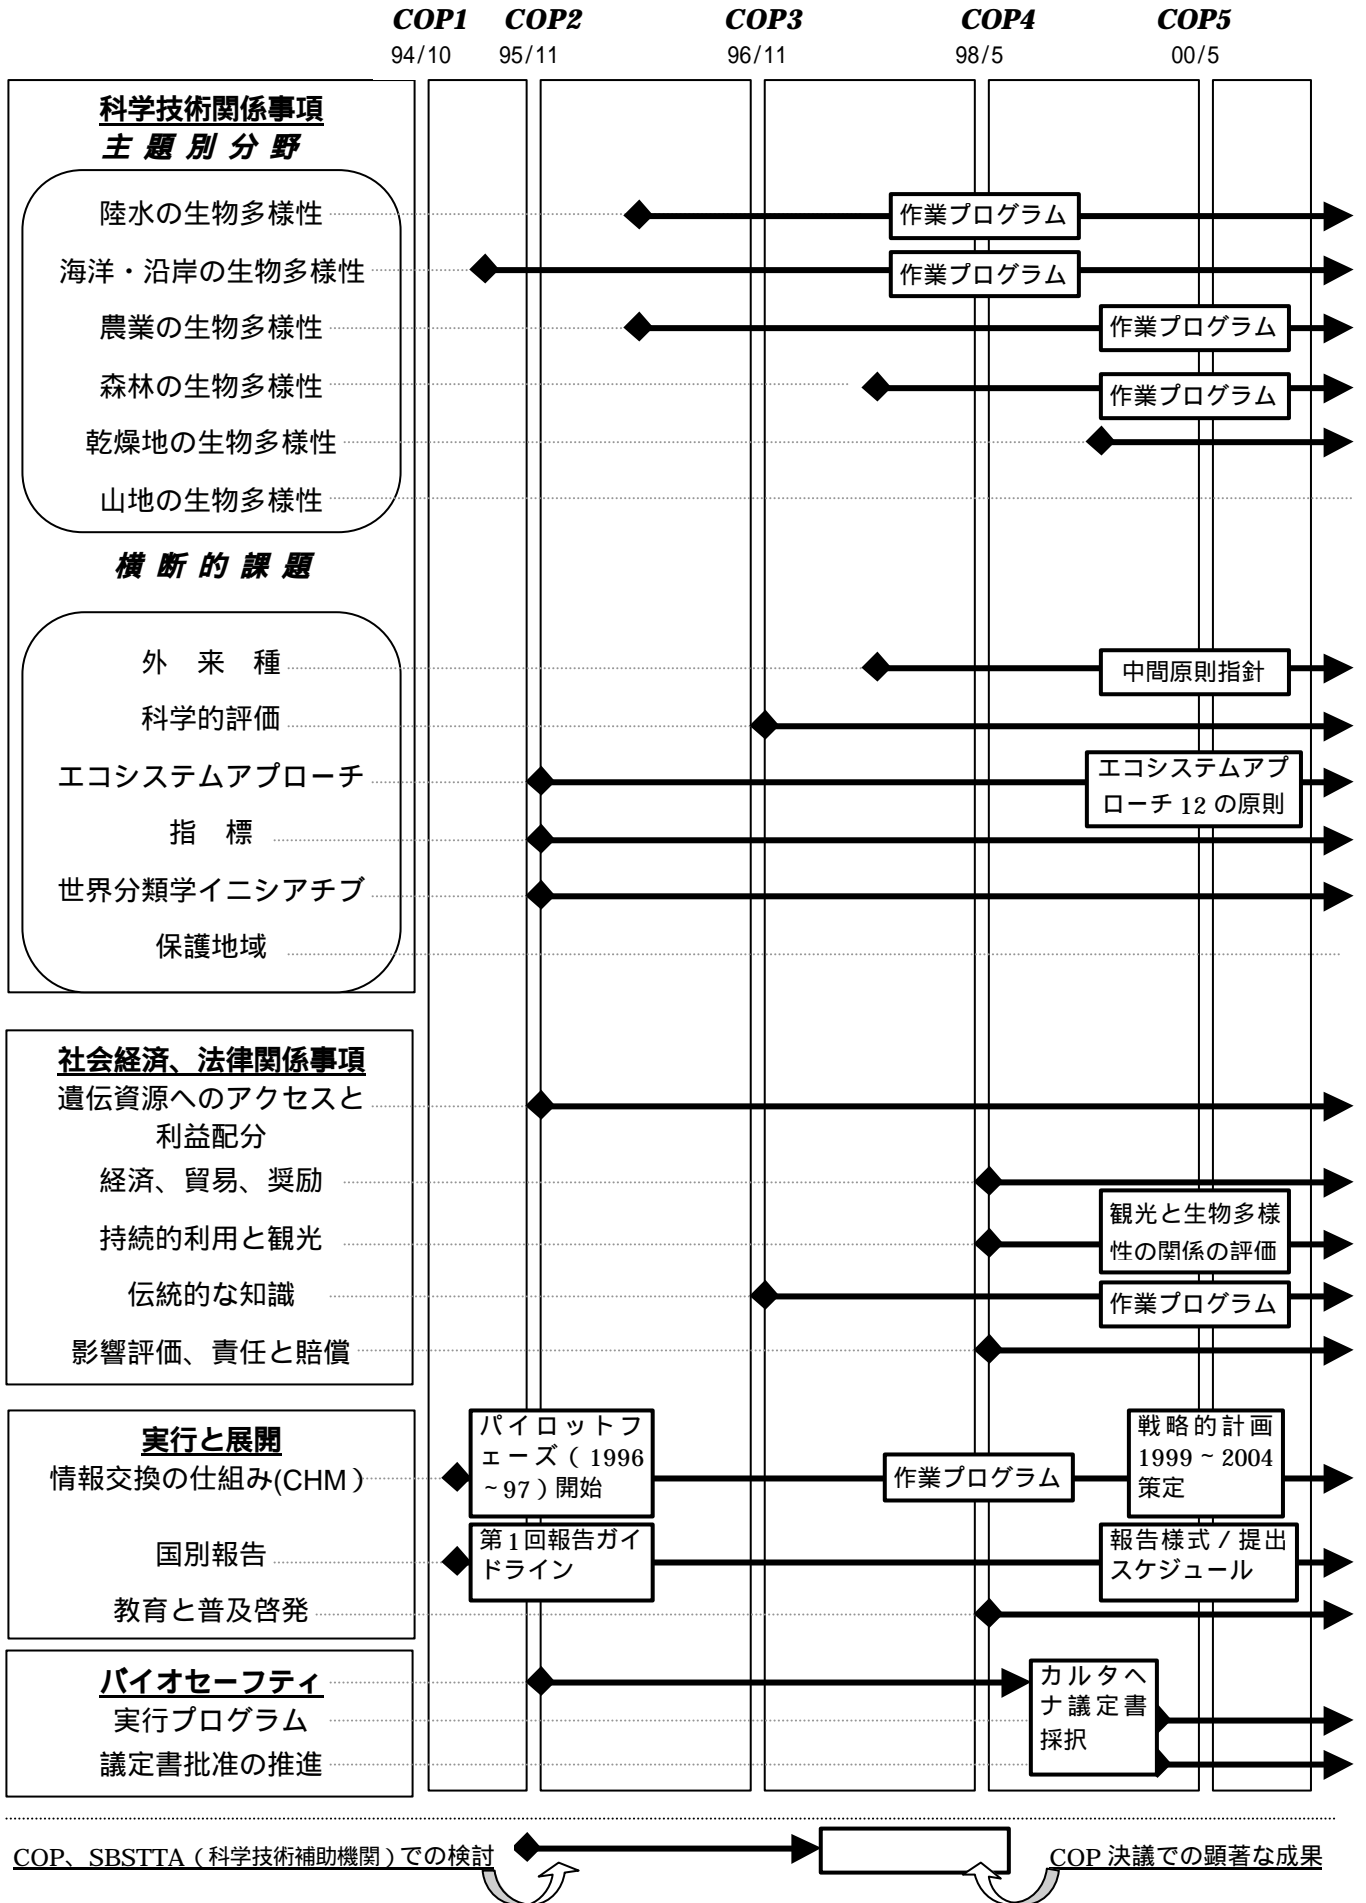 COP1 COP2 COP3 COP4 COP5
94/10 95/11 96/11 98/5 00/5
科学技術関係事項
主題別分野
陸水の生物多様性 作業プログラム
海洋・沿岸の生物多様性 作業プログラム
農業の生物多様性 作業プログラム
森林の生物多様性 作業プログラム
乾燥地の生物多様性
山地の生物多様性
横断的課題
外 来 種 中間原則指針
科学的評価
エコシステムアプローチ
エコシステムアプ
ローチ 12 の原則
指 標
世界分類学イニシアチブ
保護地域
社会経済、法律関係事項
遺伝資源へのアクセスと
利益配分
経済、貿易、奨励
持続的利用と観光
観光と生物多様
性の関係の評価
伝統的な知識 作業プログラム
影響評価、責任と賠償
実行と展開
情報交換の仕組み(CHM)
パイロットフ
ェーズ(1996
~97)開始
作業プログラム
戦略的計画
1999~2004
策定
国別報告
第1回報告ガイ
ドライン
報告様式/提出
スケジュール
教育と普及啓発
バイオセーフティ
実行プログラム
議定書批准の推進
カルタヘ
ナ議定書
採択
COP、SBSTTA(科学技術補助機関)での検討 COP 決議での顕著な成果